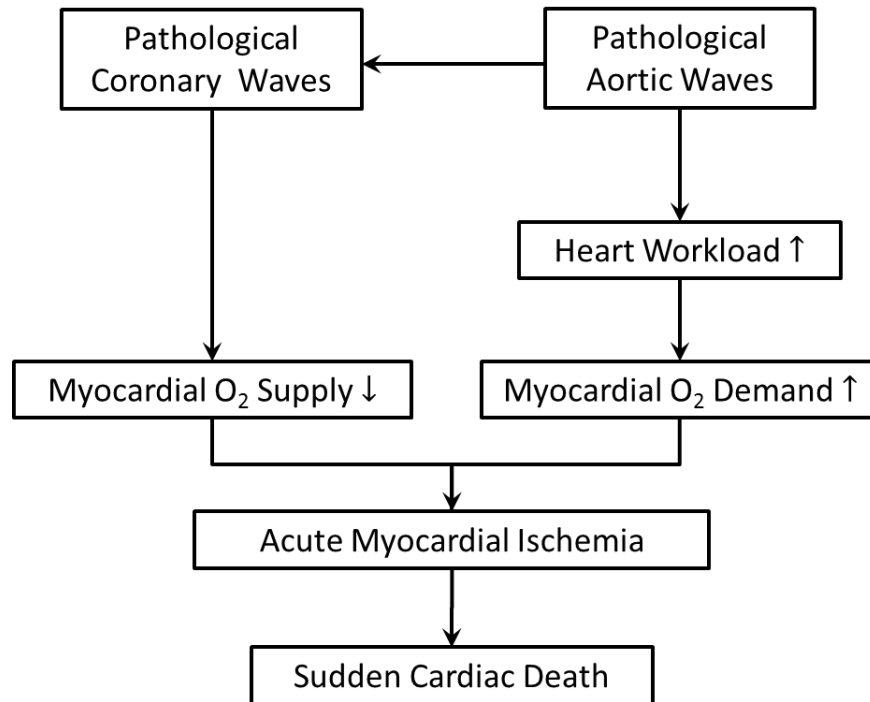 Pathological
Coronary Waves
Pathological
Aortic Waves
Heart Workload ↑
Myocardial O₂ Supply ↓
Myocardial O₂ Demand ↑
Acute Myocardial Ischemia
Sudden Cardiac Death